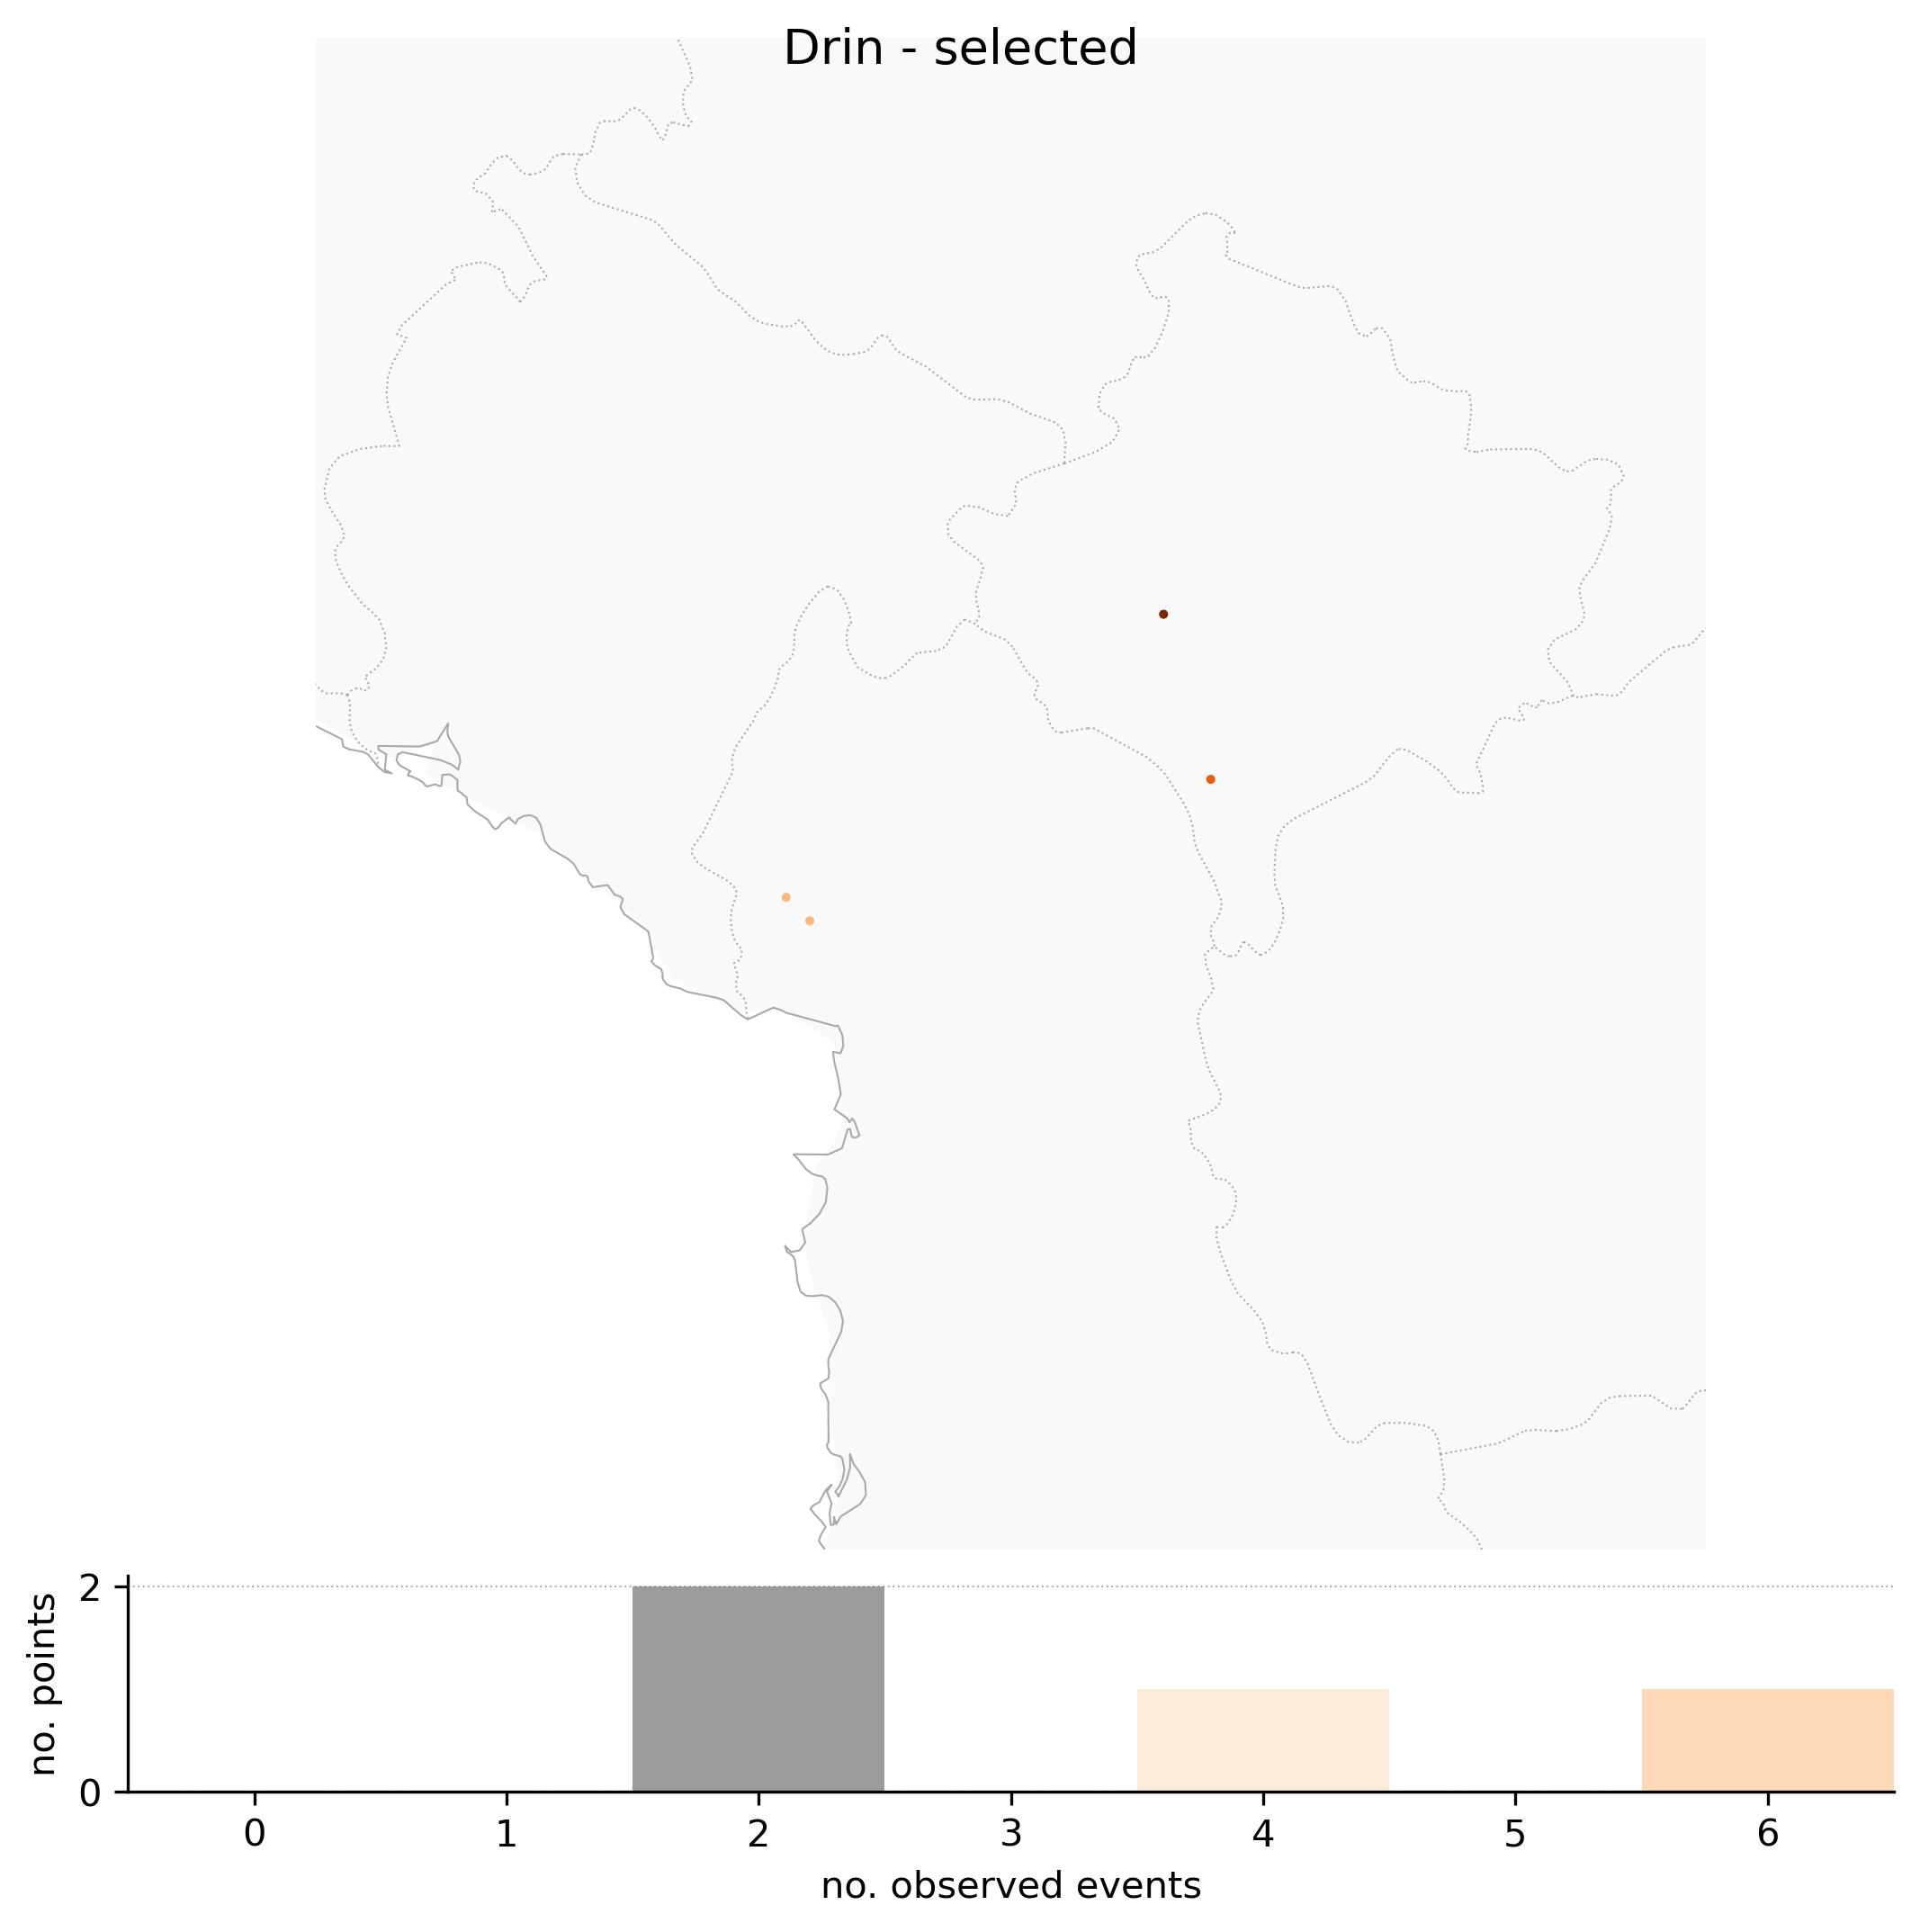 Drin - selected
2
0
no. points
0 1 2 3 4 5 6
no. observed events